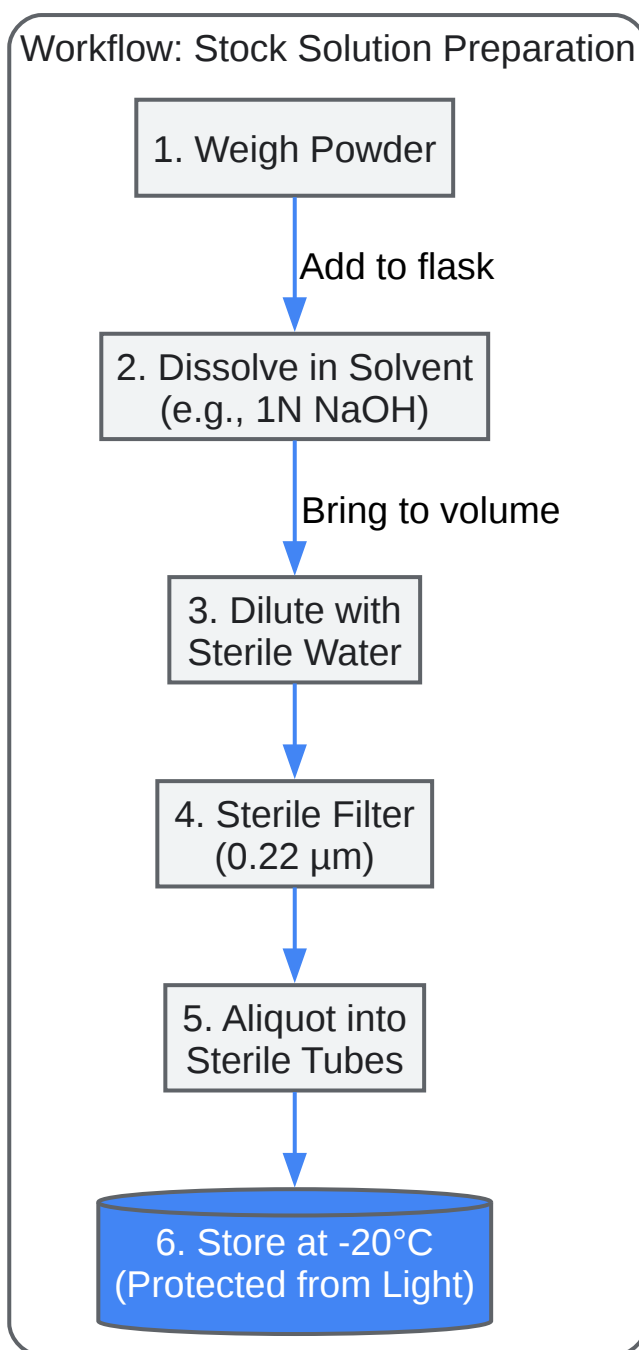 Workflow: Stock Solution Preparation
1. Weigh Powder
Add to flask
2. Dissolve in Solvent
(e.g., 1N NaOH)
Bring to volume
3. Dilute with
Sterile Water
4. Sterile Filter
(0.22 µm)
5. Aliquot into
Sterile Tubes
6. Store at -20°C
(Protected from Light)